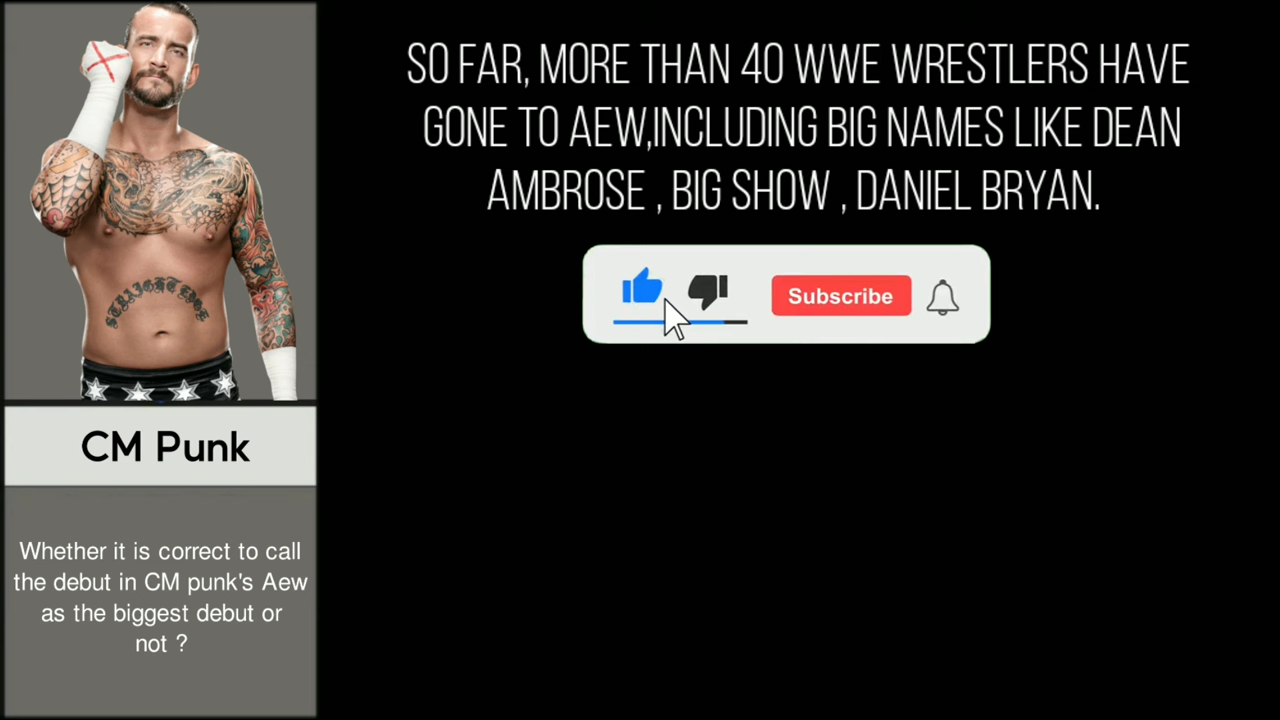 SO FAR, MORE THAN 40 WWE WRESTLERS HAVE
GONE TO AEW,INCLUDING BIG NAMES LIKE DEAN
AMBROSE , BIG SHOW , DANIEL BRYAN.
Subscribe
STRAIGHT EDGE
CM Punk
Whether it is correct to call
the debut in CM punk's Aew
as the biggest debut or
not ?